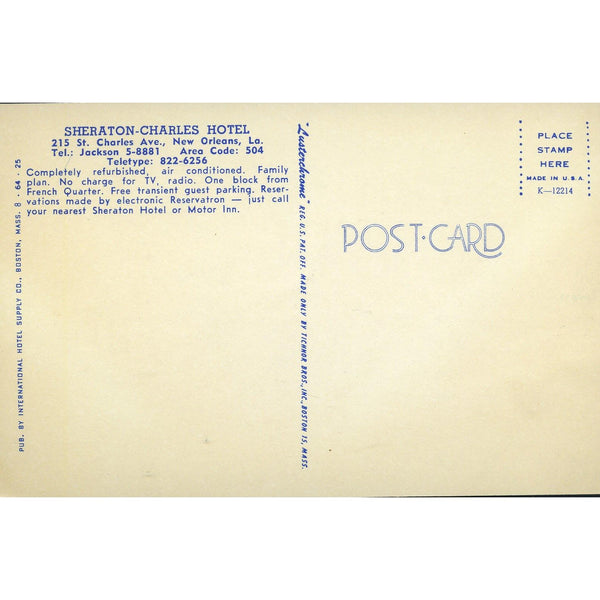 SHERATON-CHARLES HOTEL
215 St. Charles Ave., New Orleans, La.
Tel.: Jackson 5-8881 Area Code: 504
Teletype: 822-6256
Completely refurbished, air conditioned. Family
plan. No charge for TV, radio. One block from
French Quarter. Free transient guest parking. Reser-
vations made by electronic Reservatron — just call
your nearest Sheraton Hotel or Motor Inn.
PUB. BY INTERNATIONAL HOTEL SUPPLY CO., BOSTON, MASS. 8 · 64 · 25
"Lusterchrome" REG. U.S. PAT. OFF. MADE ONLY BY TICHNOR BROS., INC., BOSTON 15, MASS.
POST·CARD
PLACE
STAMP
HERE
MADE IN U.S.A.
K—12214